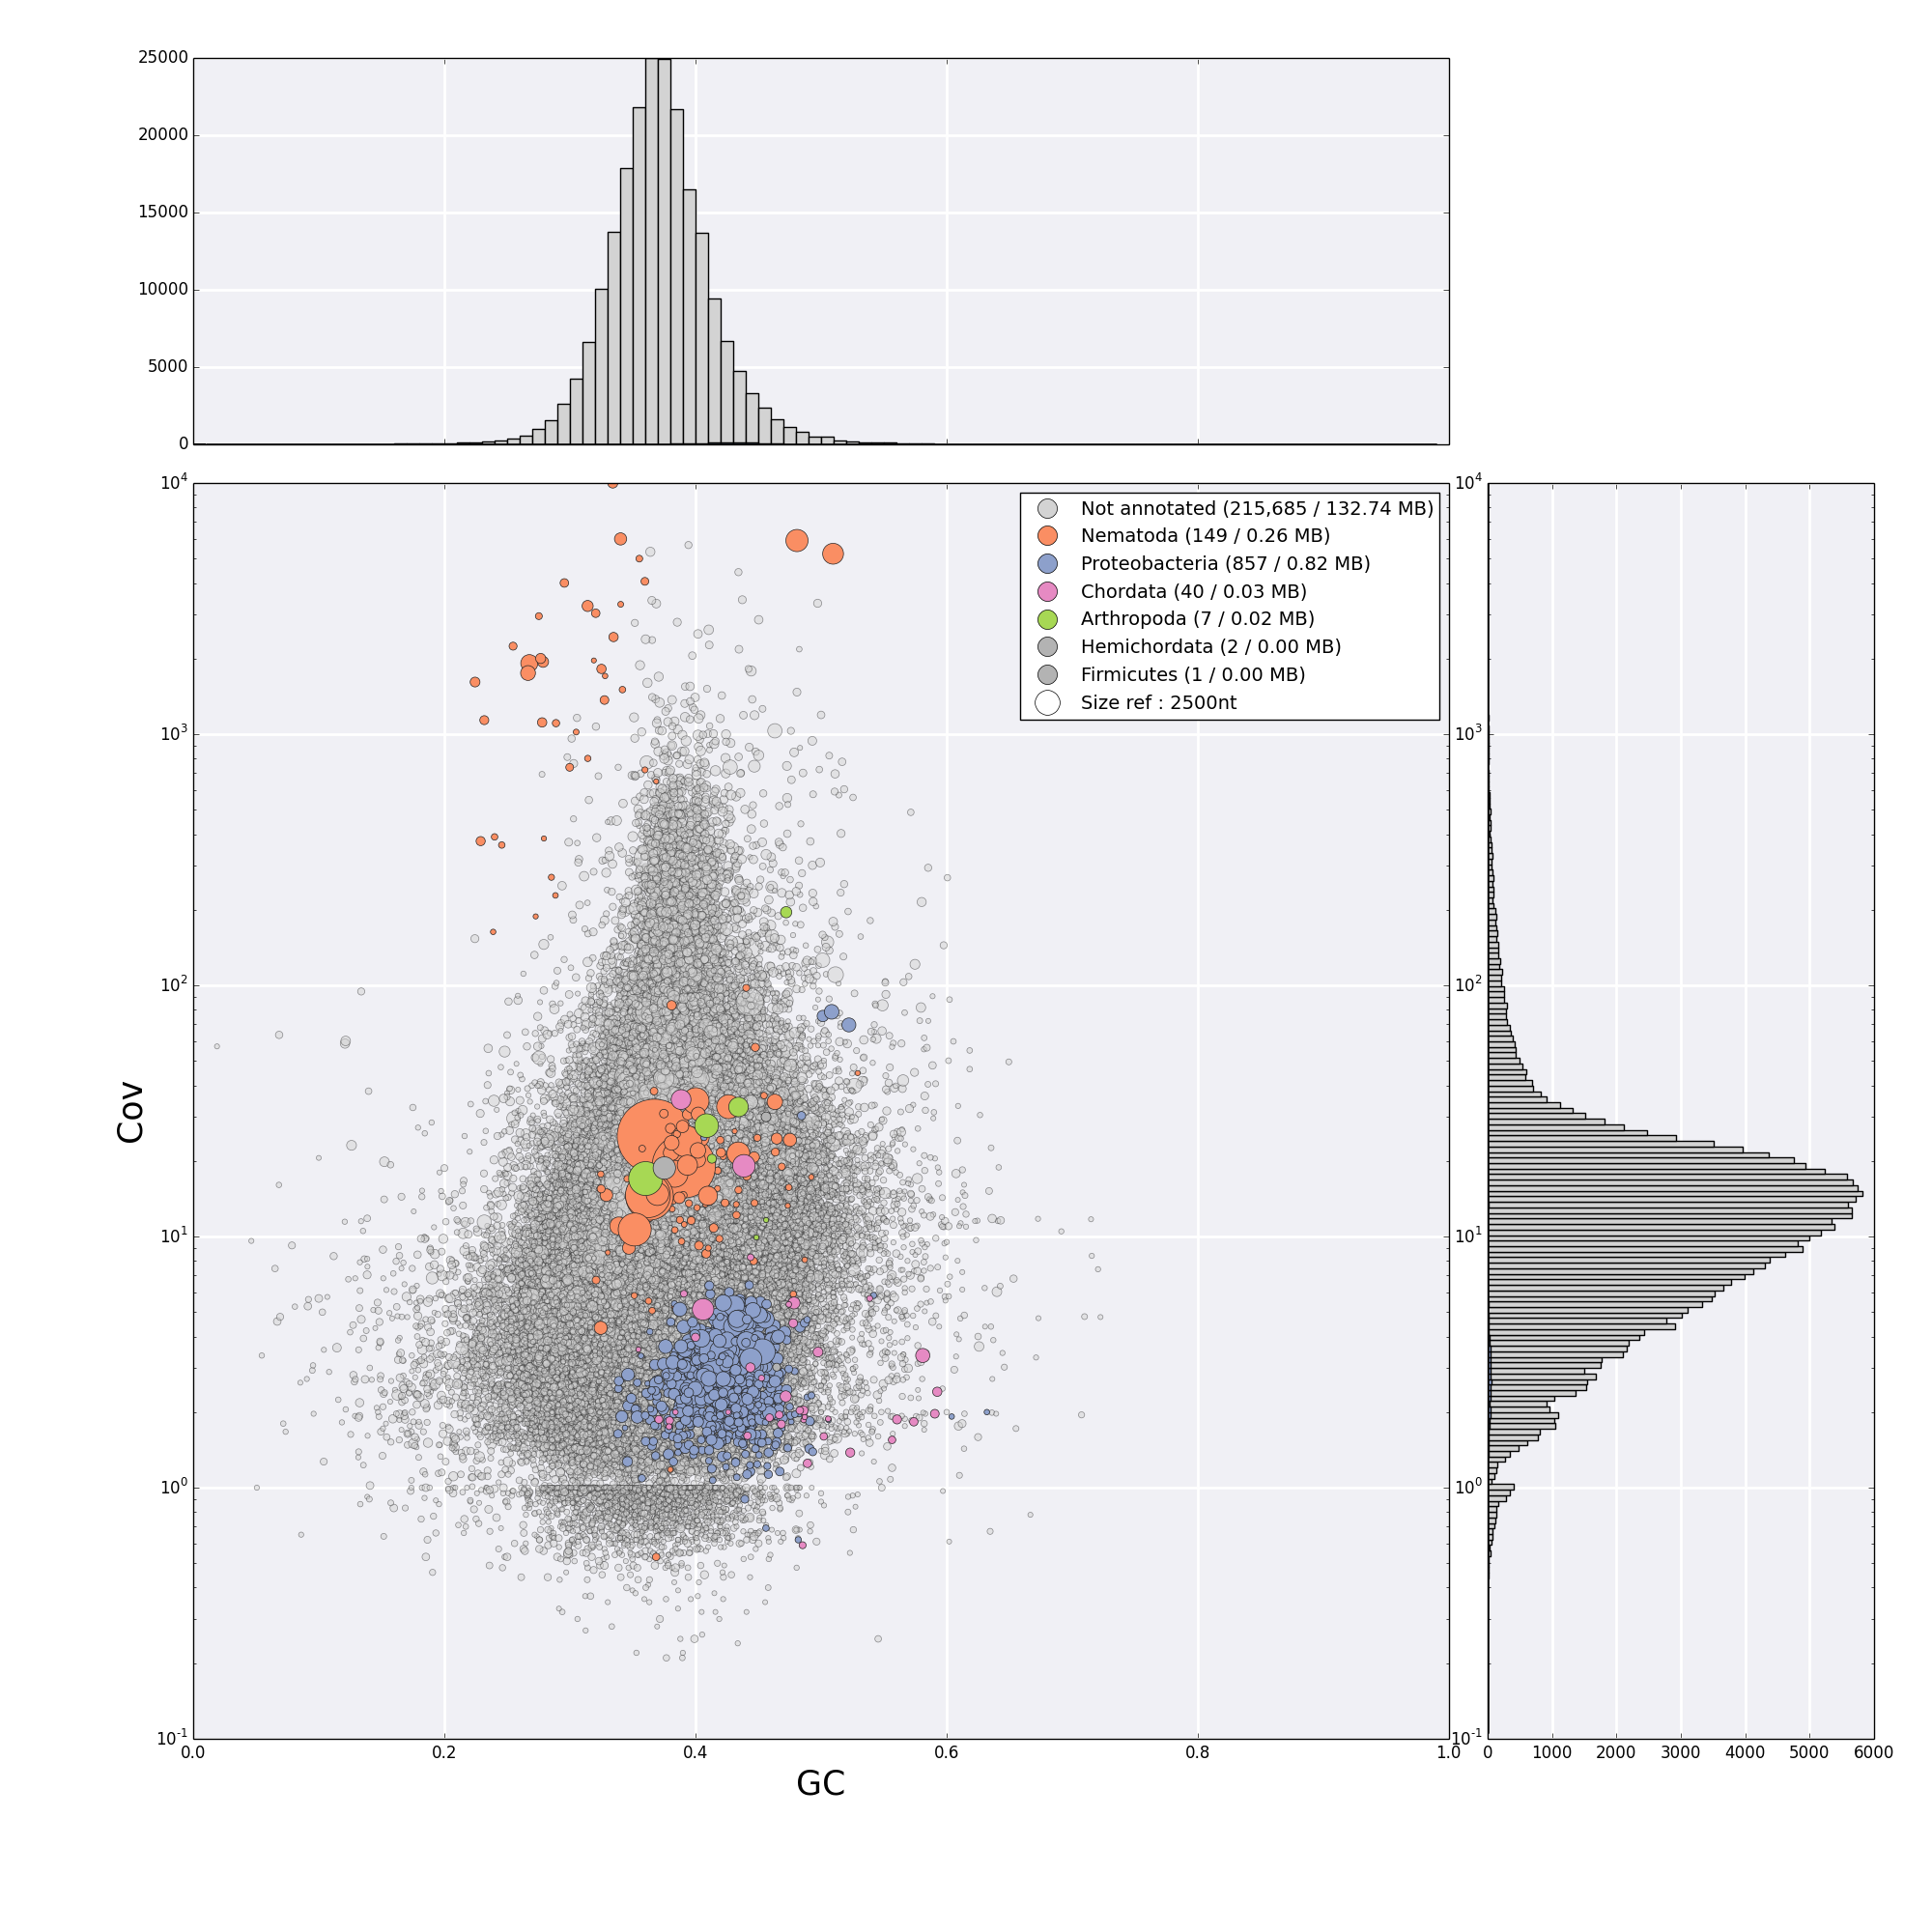 25000
20000
15000
10000
5000
0
10⁴
10³
10²
10¹
10⁰
10⁻¹
Cov
Not annotated (215,685 / 132.74 MB)
Nematoda (149 / 0.26 MB)
Proteobacteria (857 / 0.82 MB)
Chordata (40 / 0.03 MB)
Arthropoda (7 / 0.02 MB)
Hemichordata (2 / 0.00 MB)
Firmicutes (1 / 0.00 MB)
Size ref : 2500nt
0.0 0.2 0.4 0.6 0.8 1.0
GC
10⁴
10³
10²
10¹
10⁰
10⁻¹
0 1000 2000 3000 4000 5000 6000